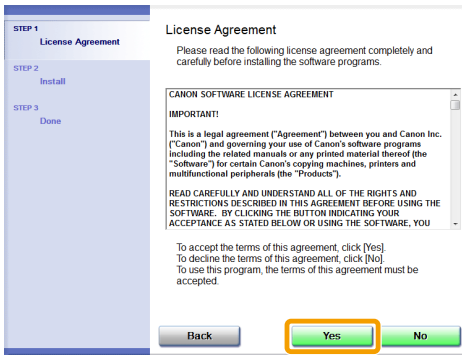 STEP 1
License Agreement
STEP 2
Install
STEP 3
Done
License Agreement
Please read the following license agreement completely and
carefully before installing the software programs.
CANON SOFTWARE LICENSE AGREEMENT
IMPORTANT!
This is a legal agreement ("Agreement") between you and Canon Inc.
("Canon") and governing your use of Canon's software programs
including the related manuals or any printed material thereof (the
"Software") for certain Canon's copying machines, printers and
multifunctional peripherals (the "Products").
READ CAREFULLY AND UNDERSTAND ALL OF THE RIGHTS AND
RESTRICTIONS DESCRIBED IN THIS AGREEMENT BEFORE USING THE
SOFTWARE. BY CLICKING THE BUTTON INDICATING YOUR
ACCEPTANCE AS STATED BELOW OR USING THE SOFTWARE, YOU
To accept the terms of this agreement, click [Yes].
To decline the terms of this agreement, click [No].
To use this program, the terms of this agreement must be
accepted.
Back
Yes
No